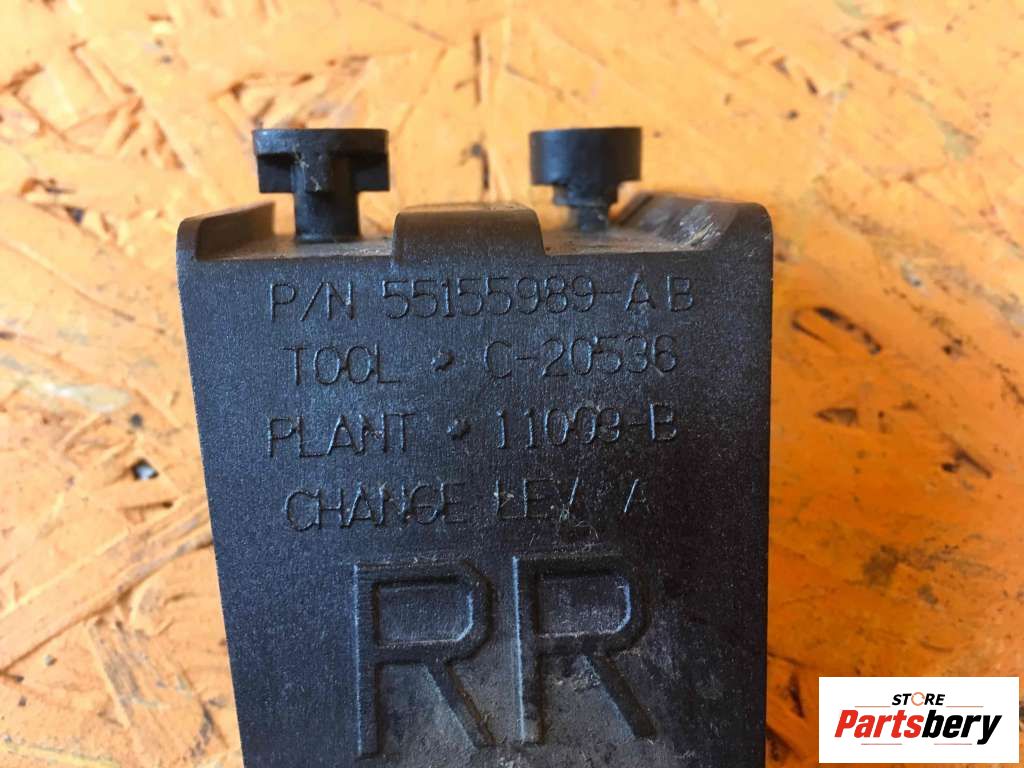 P/N 55155989-AB
TOOL • C-20536
PLANT • 11009-B
CHANGE LEV A
RR
STORE
Partsbery